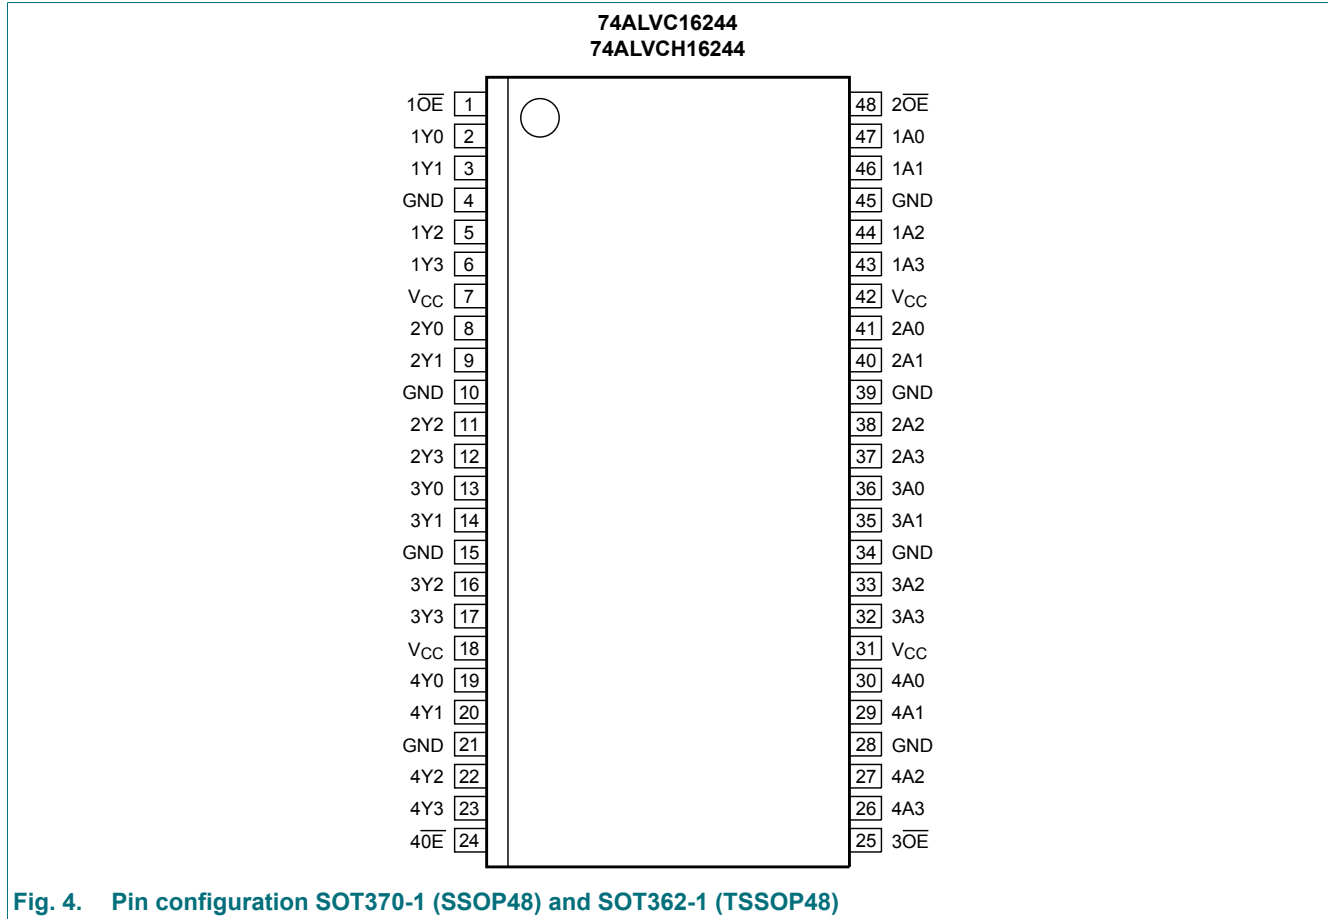 74ALVC16244
74ALVCH16244
1O̅E̅ 1 48 2O̅E̅
1Y0 2 47 1A0
1Y1 3 46 1A1
GND 4 45 GND
1Y2 5 44 1A2
1Y3 6 43 1A3
VCC 7 42 VCC
2Y0 8 41 2A0
2Y1 9 40 2A1
GND 10 39 GND
2Y2 11 38 2A2
2Y3 12 37 2A3
3Y0 13 36 3A0
3Y1 14 35 3A1
GND 15 34 GND
3Y2 16 33 3A2
3Y3 17 32 3A3
VCC 18 31 VCC
4Y0 19 30 4A0
4Y1 20 29 4A1
GND 21 28 GND
4Y2 22 27 4A2
4Y3 23 26 4A3
40̅E̅ 24 25 3O̅E̅
Fig. 4. Pin configuration SOT370-1 (SSOP48) and SOT362-1 (TSSOP48)